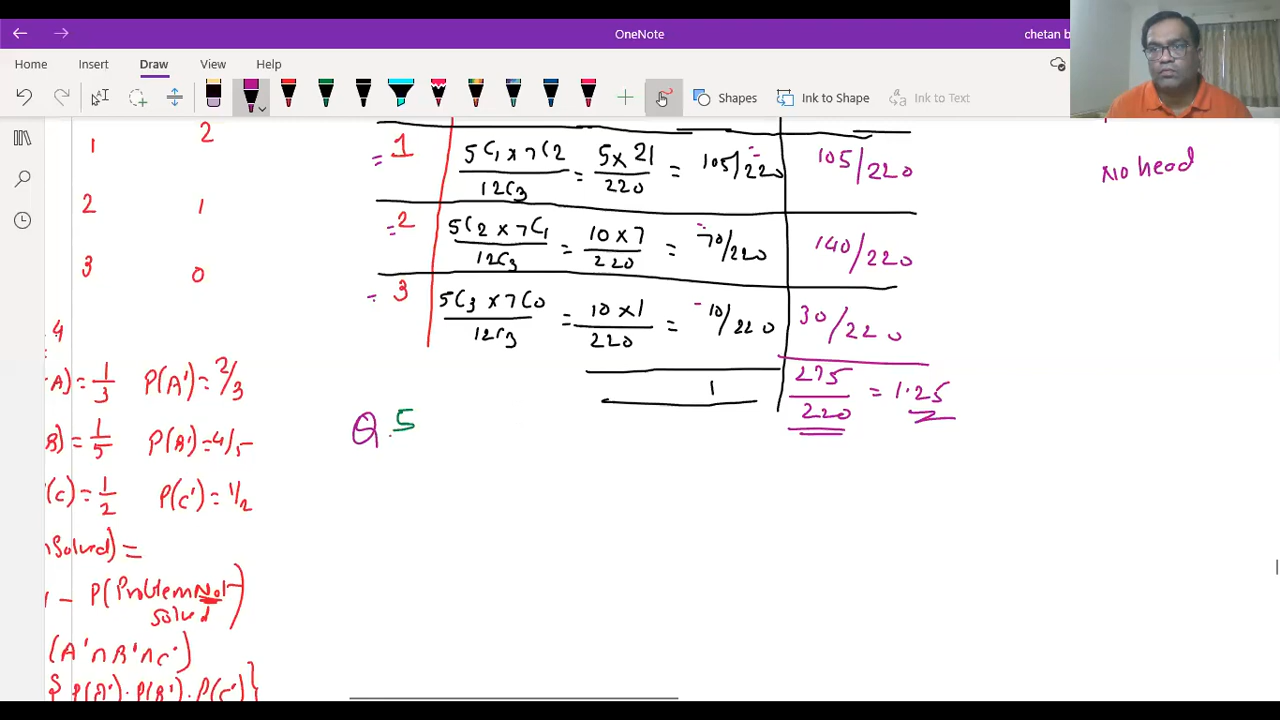 OneNote
chetan b
Home Insert Draw View Help
Shapes
Ink to Shape
Ink to Text
1 2
2 1
3 0
.4
A) = 1/3 P(A') = 2/3
B) = 1/5 P(B') = 4/5
(C) = 1/2 P(C') = 1/2
Solved) =
- P(Problem Not solved)
(A' ∩ B' ∩ C')
P(A') · P(B') · P(C')}
= 1 5C1 x 7C2 / 12C3 = 5 x 21 / 220 = 105/220 105/220
= 2 5C2 x 7C1 / 12C3 = 10 x 7 / 220 = 70/220 140/220
- 3 5C3 x 7C0 / 12C3 = 10 x 1 / 220 = 10/220 30/220
1 275 / 220 = 1.25
Q.5
No head